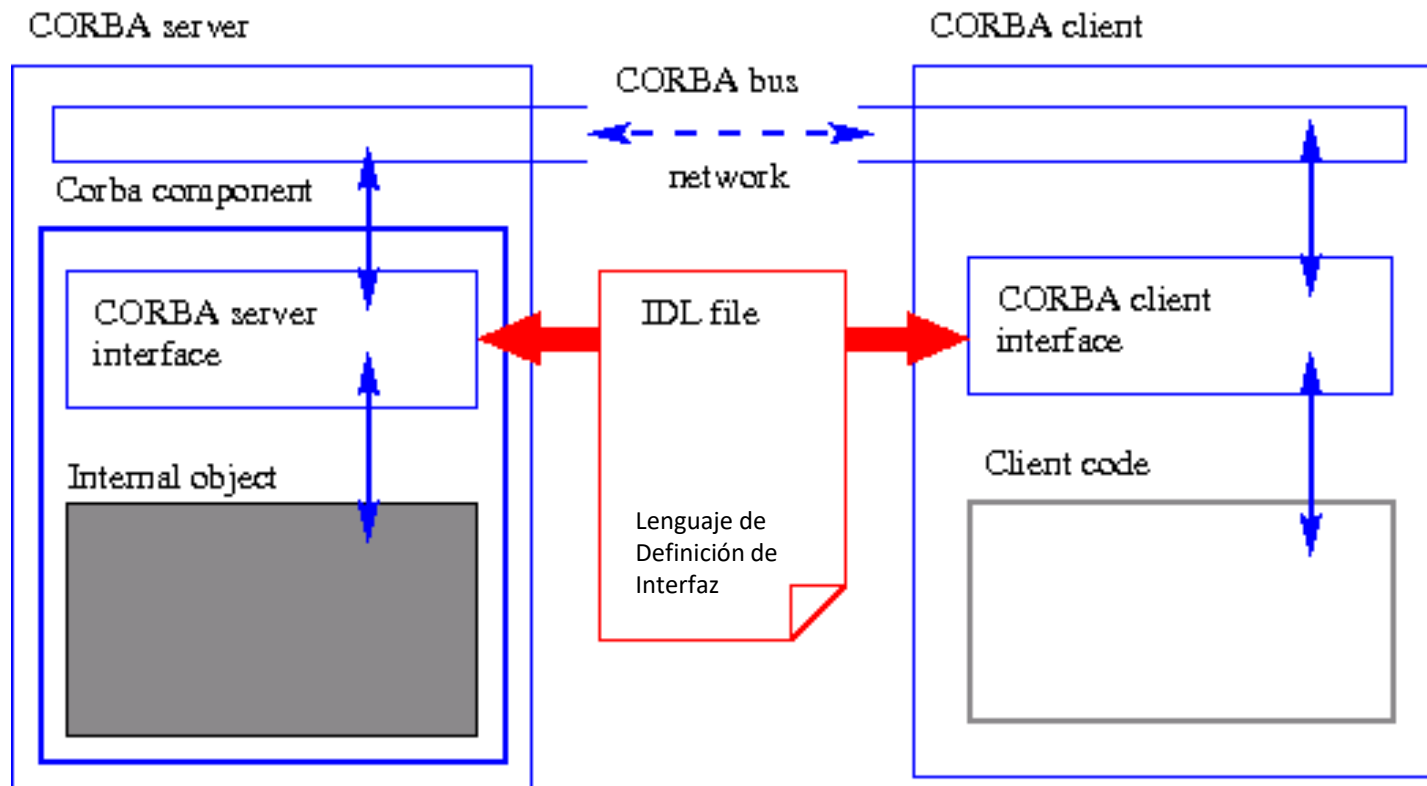 CORBA server
CORBA client
CORBA bus
network
Corba component
CORBA server
interface
IDL file
CORBA client
interface
Internal object
Client code
Lenguaje de
Definición de
Interfaz